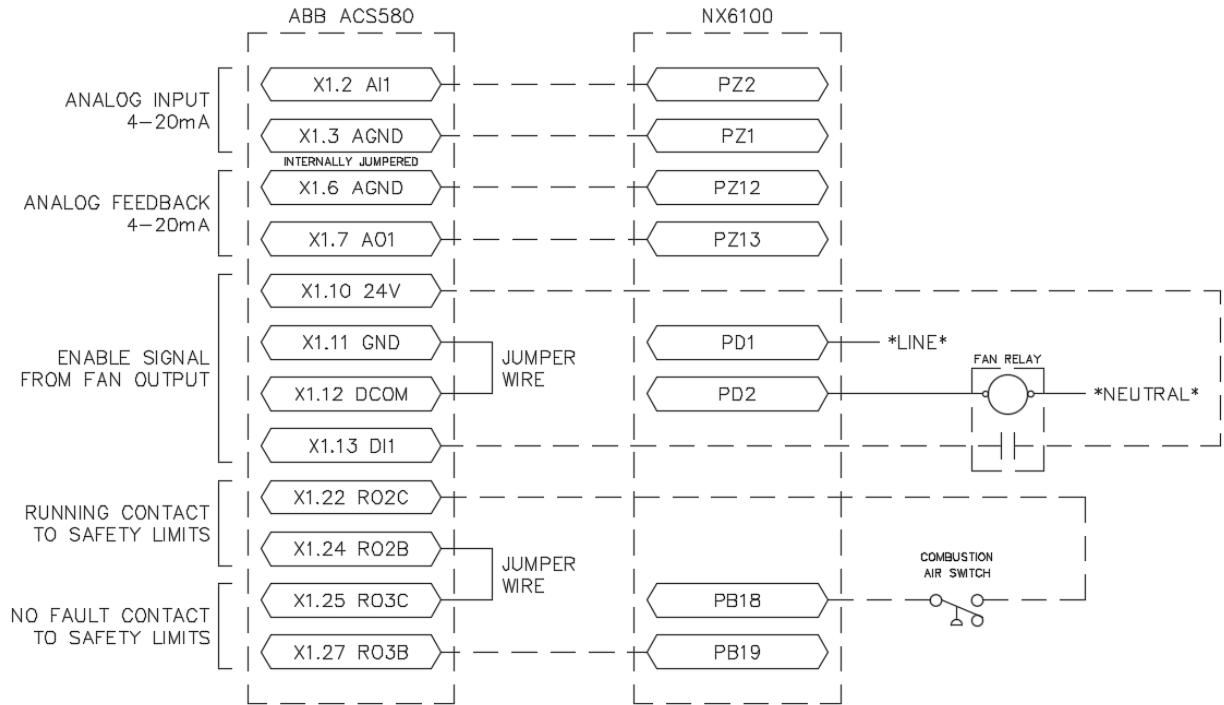 ABB ACS580
NX6100
ANALOG INPUT
4-20mA
X1.2 AI1
PZ2
X1.3 AGND
PZ1
INTERNALLY JUMPERED
ANALOG FEEDBACK
4-20mA
X1.6 AGND
PZ12
X1.7 AO1
PZ13
ENABLE SIGNAL
FROM FAN OUTPUT
X1.10 24V
X1.11 GND
JUMPER
WIRE
PD1
*LINE*
FAN RELAY
X1.12 DCOM
PD2
*NEUTRAL*
X1.13 DI1
RUNNING CONTACT
TO SAFETY LIMITS
X1.22 RO2C
X1.24 RO2B
JUMPER
WIRE
COMBUSTION
AIR SWITCH
NO FAULT CONTACT
TO SAFETY LIMITS
X1.25 RO3C
PB18
X1.27 RO3B
PB19